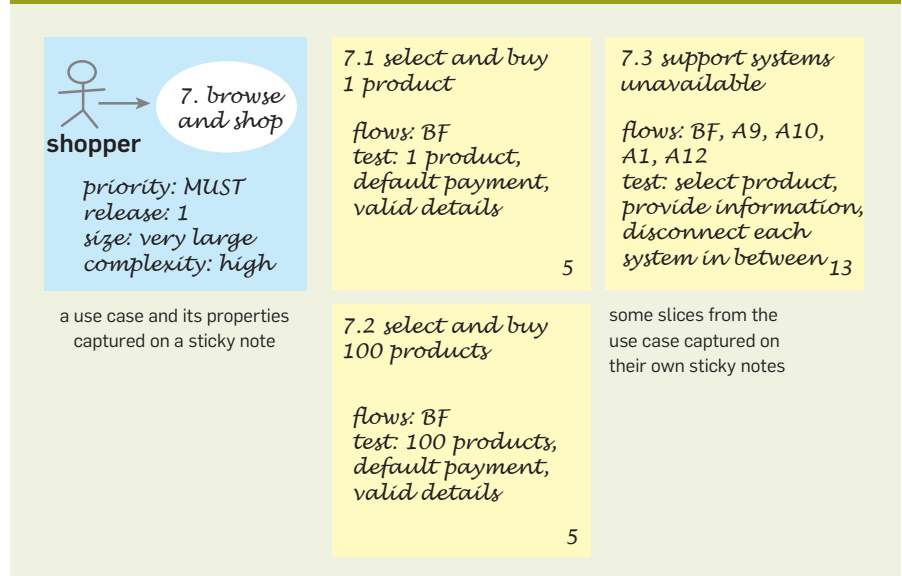 7. browse
and shop
shopper
priority: MUST
release: 1
size: very large
complexity: high
a use case and its properties
captured on a sticky note
7.1 select and buy
1 product
flows: BF
test: 1 product,
default payment,
valid details
5
7.2 select and buy
100 products
flows: BF
test: 100 products,
default payment,
valid details
5
7.3 support systems
unavailable
flows: BF, A9, A10,
A1, A12
test: select product,
provide information,
disconnect each
system in between
13
some slices from the
use case captured on
their own sticky notes